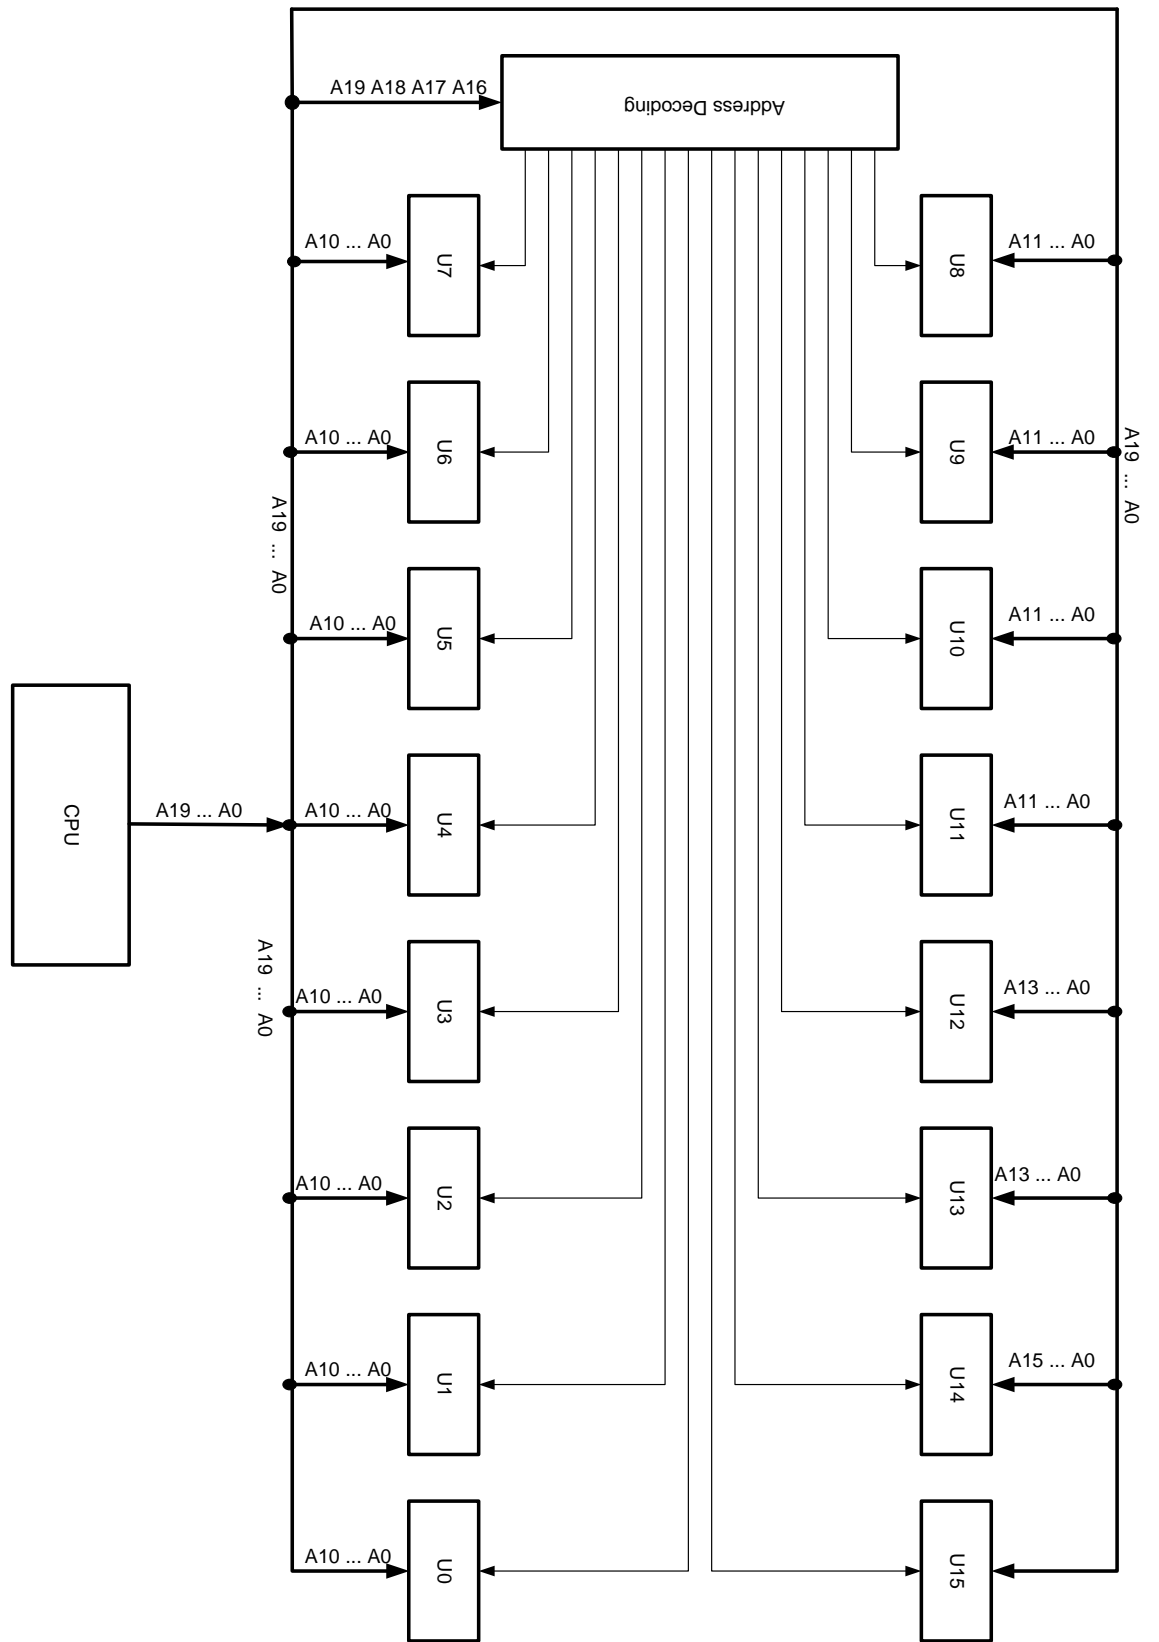 A19 A18 A17 A16
Address Decoding
A10 ... A0
U7
U8
A11 ... A0
A10 ... A0
U6
U9
A11 ... A0
A19 ... A0
A19 ... A0
A10 ... A0
U5
U10
A11 ... A0
CPU
A19 ... A0
A10 ... A0
U4
U11
A11 ... A0
A19 ... A0
A10 ... A0
U3
U12
A13 ... A0
A10 ... A0
U2
U13
A13 ... A0
A10 ... A0
U1
U14
A15 ... A0
A10 ... A0
U0
U15